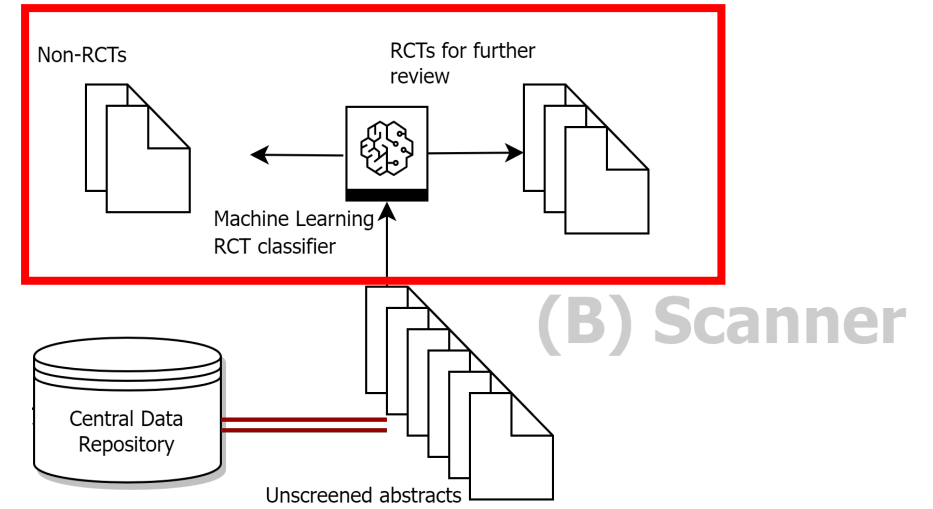 Non-RCTs
RCTs for further
review
Machine Learning
RCT classifier
(B) Scanner
Central Data
Repository
Unscreened abstracts